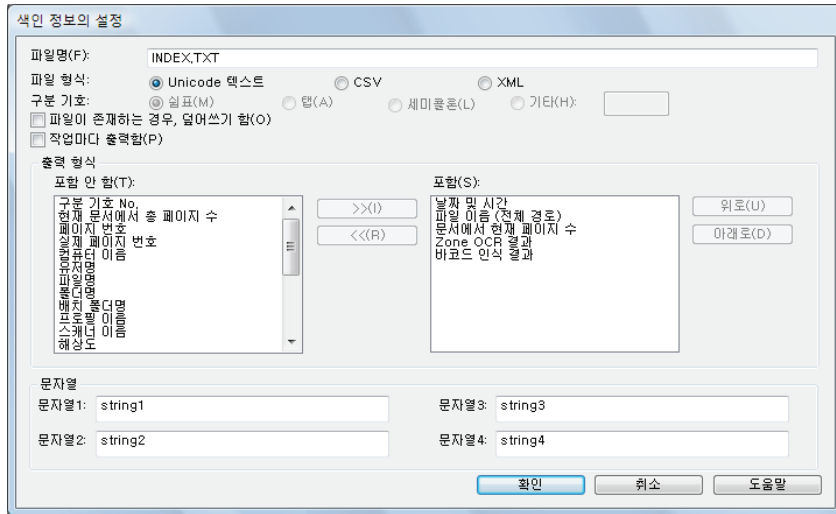 색인 정보의 설정
파일명(F): INDEX.TXT
파일 형식: Unicode 텍스트 CSV XML
구분 기호: 쉼표(M) 탭(A) 세미콜론(L) 기타(H):
파일이 존재하는 경우, 덮어쓰기 함(O)
작업마다 출력함(P)
출력 형식
포함 안 함(T):
구분 기호 No.
현재 문서에서 총 페이지 수
페이지 번호
실제 페이지 번호
컴퓨터 이름
유저명
파일명
폴더명
배치 폴더명
프로필 이름
스캐너 이름
해상도
>>(I)
<<(R)
포함(S):
날짜 및 시간
파일 이름 (전체 경로)
문서에서 현재 페이지 수
Zone OCR 결과
바코드 인식 결과
위로(U)
아래로(D)
문자열
문자열1: string1 문자열3: string3
문자열2: string2 문자열4: string4
확인 취소 도움말